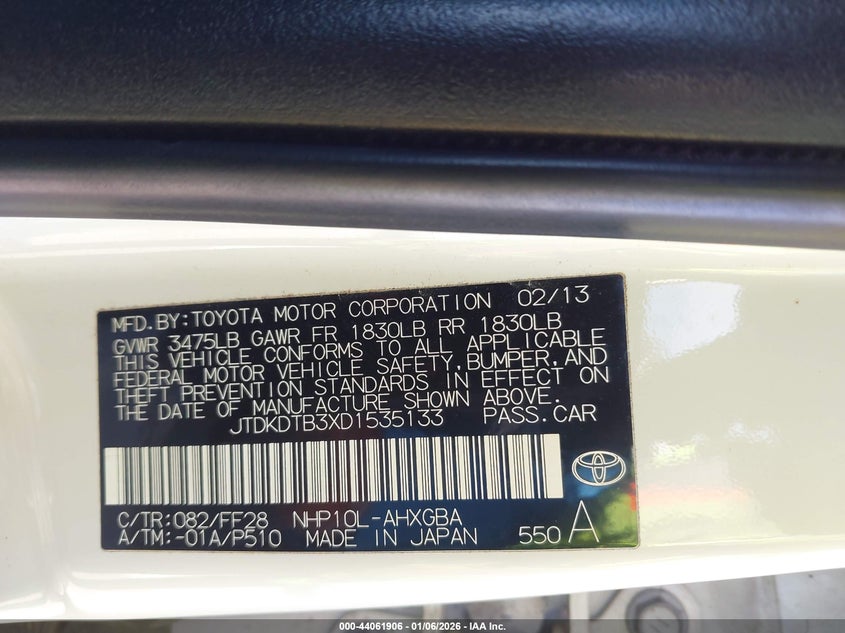 MFD.BY:TOYOTA MOTOR CORPORATION 02/13
GVWR 3475LB GAWR FR 1830LB RR 1830LB
THIS VEHICLE CONFORMS TO ALL APPLICABLE
FEDERAL MOTOR VEHICLE SAFETY, BUMPER, AND
THEFT PREVENTION STANDARDS IN EFFECT ON
THE DATE OF MANUFACTURE SHOWN ABOVE.
JTDKDTB3XD1535133 PASS.CAR
C/TR:082/FF28 NHP10L-AHXGBA
A/TM:-01A/P510 MADE IN JAPAN 550 A
000-44061906 - 01/06/2026 - IAA Inc.